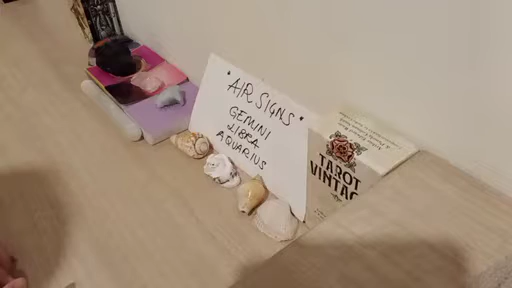 "AIR SIGNS"
GEMINI
LIBRA
AQUARIUS
TAROT
VINTAG